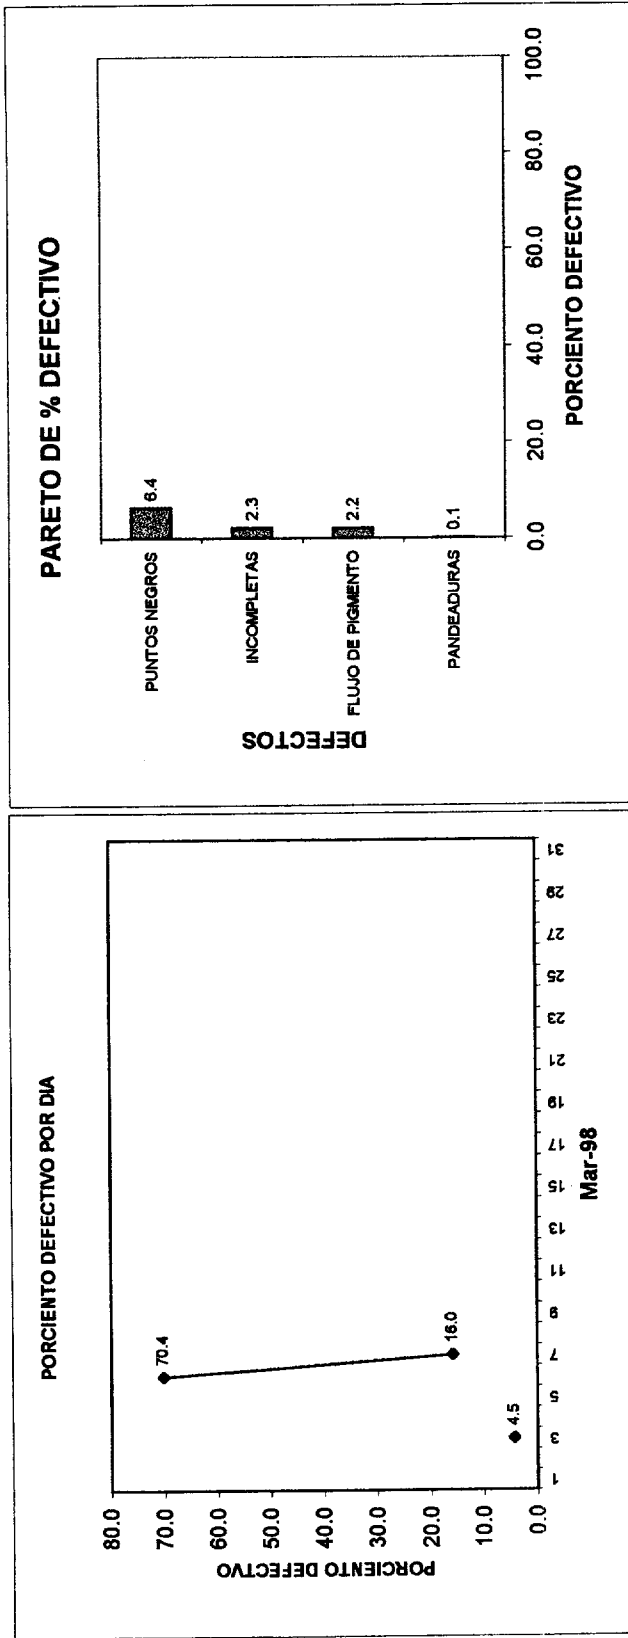 PORCIENTO DEFECTIVO POR DIA
PORCIENTO DEFECTVO
80.0
70.0
60.0
50.0
40.0
30.0
20.0
10.0
0.0
70.4
16.0
4.5
1 3 5 7 9 11 13 15 17 19 21 23 25 27 29 31
Mar-98
PARETO DE % DEFECTIVO
DEFECTOS
PUNTOS NEGROS
6.4
INCOMPLETAS
2.3
FLUJO DE PIGMENTO
2.2
PANDEADURAS
0.1
0.0 20.0 40.0 60.0 80.0 100.0
PORCIENTO DEFECTIVO